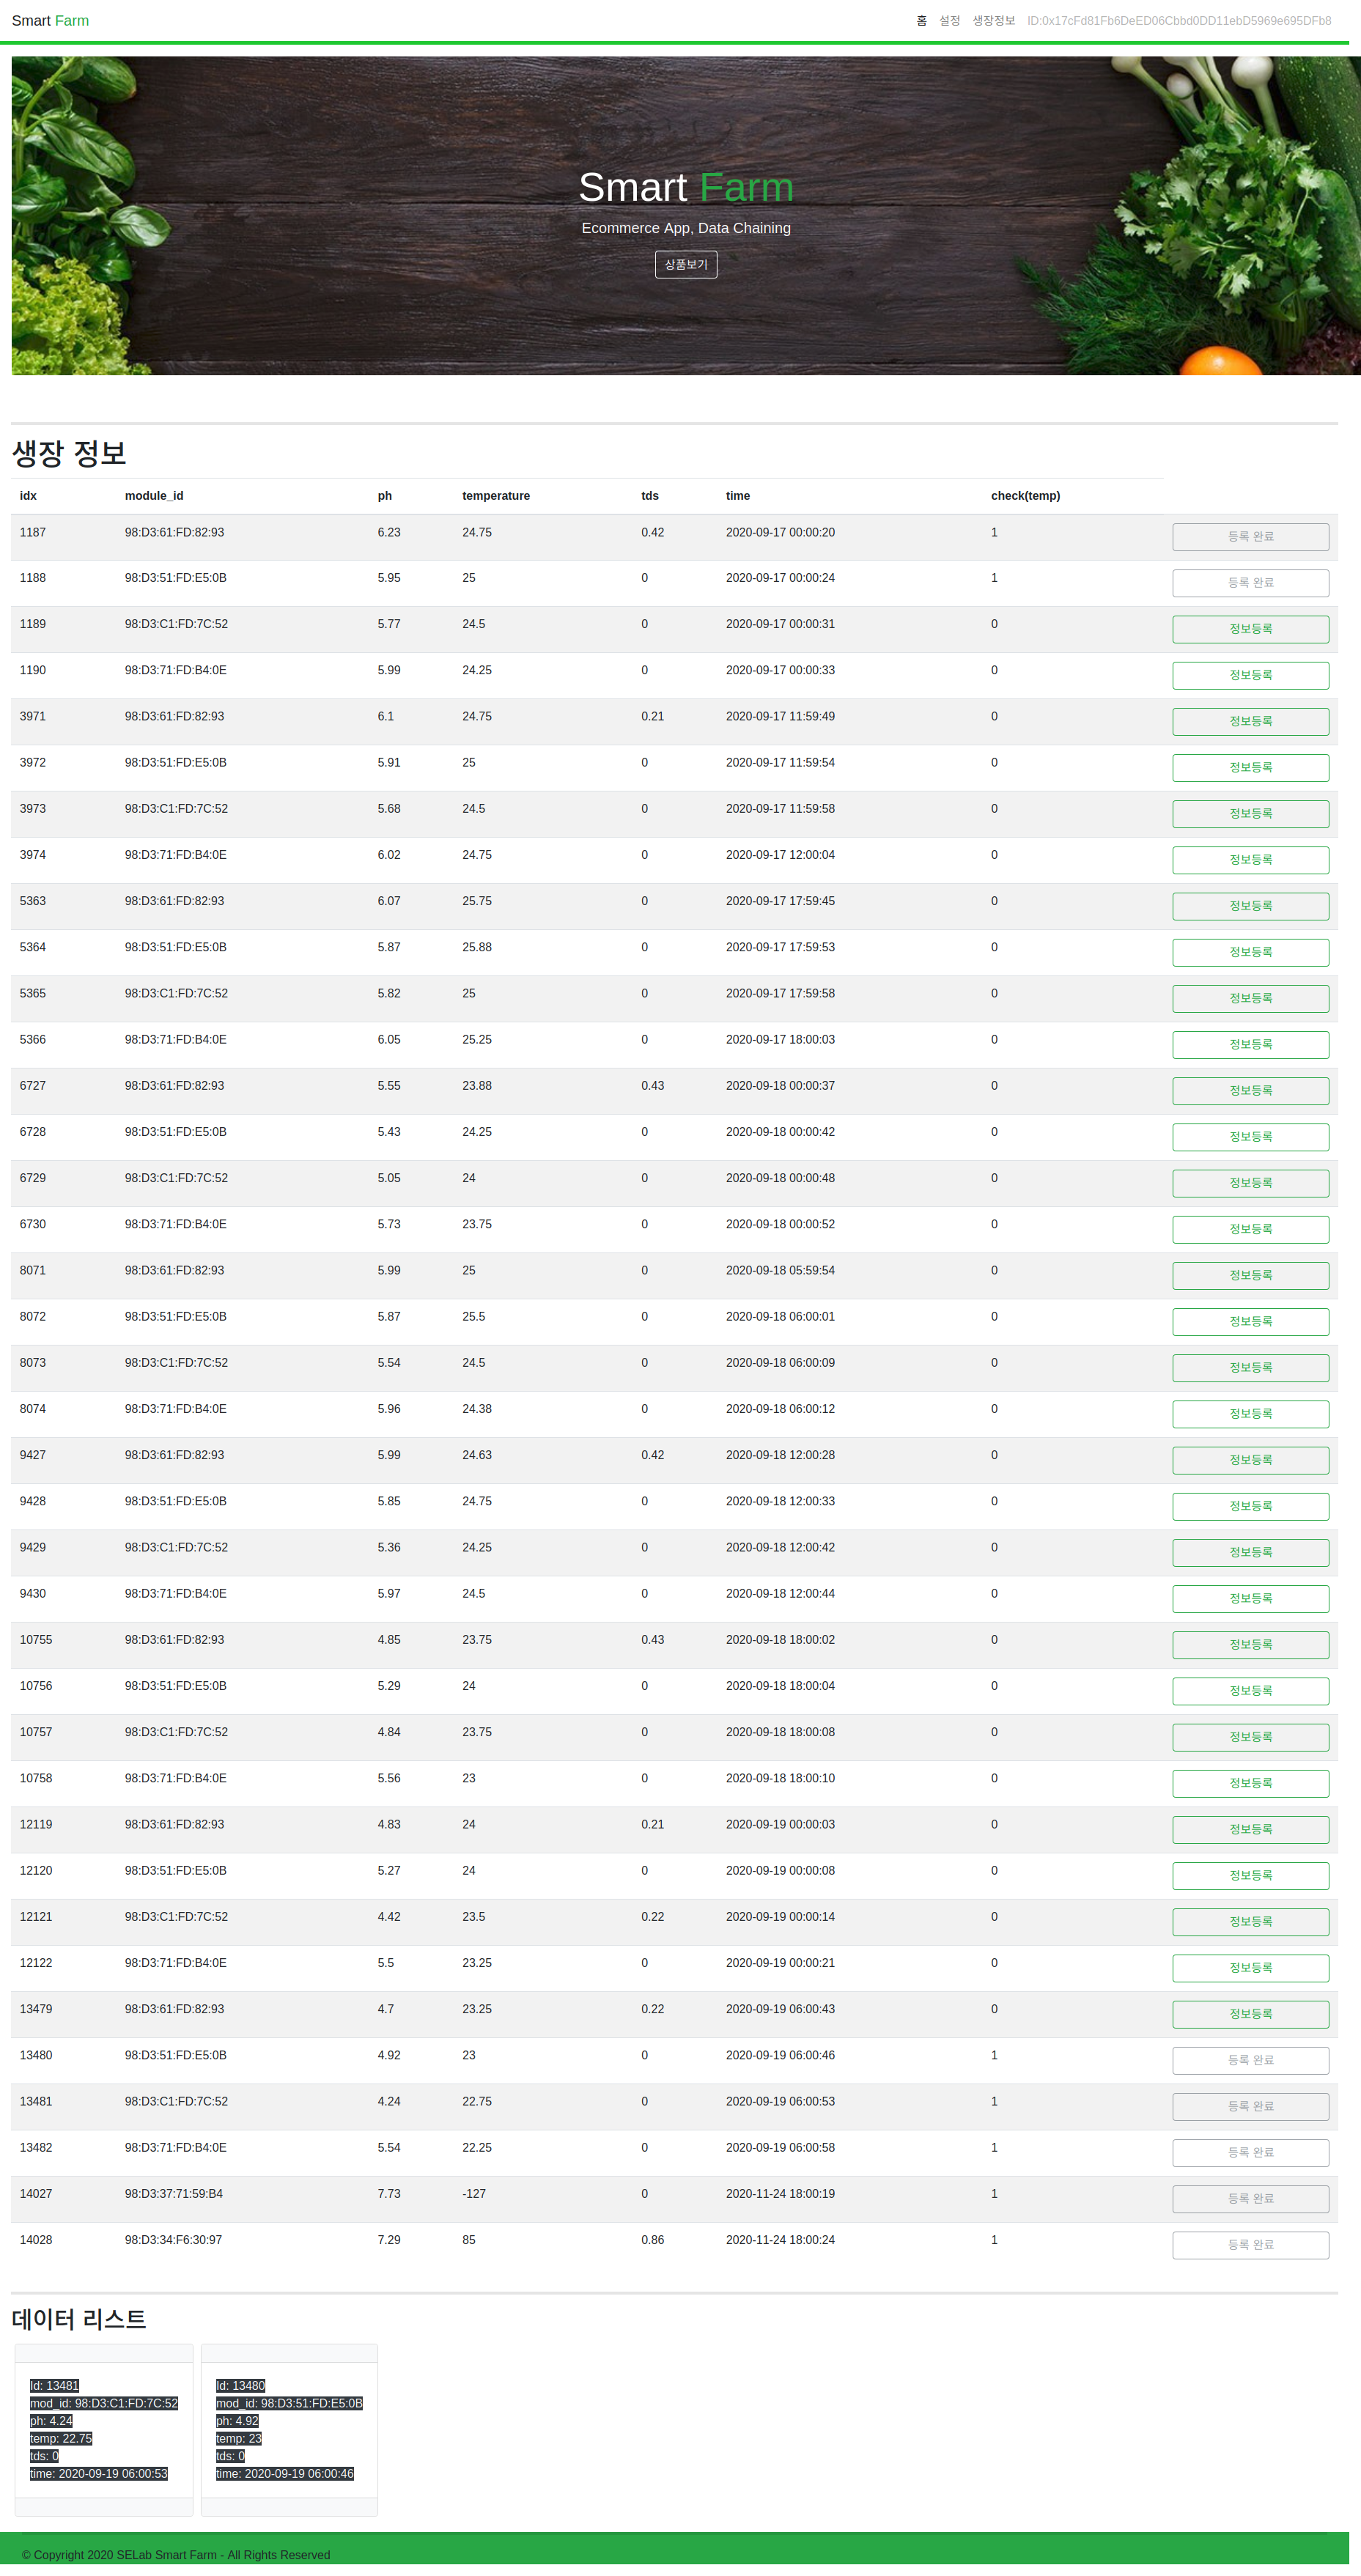 Smart Farm 홈 설정 생장정보 ID:0x17cFd81Fb6DeED06Cbbd0DD11ebD5969e695DFb8
Smart Farm
Ecommerce App, Data Chaining
상품보기
생장 정보
idx module_id ph temperature tds time check(temp)
1187 98:D3:61:FD:82:93 6.23 24.75 0.42 2020-09-17 00:00:20 1 등록 완료
1188 98:D3:51:FD:E5:0B 5.95 25 0 2020-09-17 00:00:24 1 등록 완료
1189 98:D3:C1:FD:7C:52 5.77 24.5 0 2020-09-17 00:00:31 0 정보등록
1190 98:D3:71:FD:B4:0E 5.99 24.25 0 2020-09-17 00:00:33 0 정보등록
3971 98:D3:61:FD:82:93 6.1 24.75 0.21 2020-09-17 11:59:49 0 정보등록
3972 98:D3:51:FD:E5:0B 5.91 25 0 2020-09-17 11:59:54 0 정보등록
3973 98:D3:C1:FD:7C:52 5.68 24.5 0 2020-09-17 11:59:58 0 정보등록
3974 98:D3:71:FD:B4:0E 6.02 24.75 0 2020-09-17 12:00:04 0 정보등록
5363 98:D3:61:FD:82:93 6.07 25.75 0 2020-09-17 17:59:45 0 정보등록
5364 98:D3:51:FD:E5:0B 5.87 25.88 0 2020-09-17 17:59:53 0 정보등록
5365 98:D3:C1:FD:7C:52 5.82 25 0 2020-09-17 17:59:58 0 정보등록
5366 98:D3:71:FD:B4:0E 6.05 25.25 0 2020-09-17 18:00:03 0 정보등록
6727 98:D3:61:FD:82:93 5.55 23.88 0.43 2020-09-18 00:00:37 0 정보등록
6728 98:D3:51:FD:E5:0B 5.43 24.25 0 2020-09-18 00:00:42 0 정보등록
6729 98:D3:C1:FD:7C:52 5.05 24 0 2020-09-18 00:00:48 0 정보등록
6730 98:D3:71:FD:B4:0E 5.73 23.75 0 2020-09-18 00:00:52 0 정보등록
8071 98:D3:61:FD:82:93 5.99 25 0 2020-09-18 05:59:54 0 정보등록
8072 98:D3:51:FD:E5:0B 5.87 25.5 0 2020-09-18 06:00:01 0 정보등록
8073 98:D3:C1:FD:7C:52 5.54 24.5 0 2020-09-18 06:00:09 0 정보등록
8074 98:D3:71:FD:B4:0E 5.96 24.38 0 2020-09-18 06:00:12 0 정보등록
9427 98:D3:61:FD:82:93 5.99 24.63 0.42 2020-09-18 12:00:28 0 정보등록
9428 98:D3:51:FD:E5:0B 5.85 24.75 0 2020-09-18 12:00:33 0 정보등록
9429 98:D3:C1:FD:7C:52 5.36 24.25 0 2020-09-18 12:00:42 0 정보등록
9430 98:D3:71:FD:B4:0E 5.97 24.5 0 2020-09-18 12:00:44 0 정보등록
10755 98:D3:61:FD:82:93 4.85 23.75 0.43 2020-09-18 18:00:02 0 정보등록
10756 98:D3:51:FD:E5:0B 5.29 24 0 2020-09-18 18:00:04 0 정보등록
10757 98:D3:C1:FD:7C:52 4.84 23.75 0 2020-09-18 18:00:08 0 정보등록
10758 98:D3:71:FD:B4:0E 5.56 23 0 2020-09-18 18:00:10 0 정보등록
12119 98:D3:61:FD:82:93 4.83 24 0.21 2020-09-19 00:00:03 0 정보등록
12120 98:D3:51:FD:E5:0B 5.27 24 0 2020-09-19 00:00:08 0 정보등록
12121 98:D3:C1:FD:7C:52 4.42 23.5 0.22 2020-09-19 00:00:14 0 정보등록
12122 98:D3:71:FD:B4:0E 5.5 23.25 0 2020-09-19 00:00:21 0 정보등록
13479 98:D3:61:FD:82:93 4.7 23.25 0.22 2020-09-19 06:00:43 0 정보등록
13480 98:D3:51:FD:E5:0B 4.92 23 0 2020-09-19 06:00:46 1 등록 완료
13481 98:D3:C1:FD:7C:52 4.24 22.75 0 2020-09-19 06:00:53 1 등록 완료
13482 98:D3:71:FD:B4:0E 5.54 22.25 0 2020-09-19 06:00:58 1 등록 완료
14027 98:D3:37:71:59:B4 7.73 -127 0 2020-11-24 18:00:19 1 등록 완료
14028 98:D3:34:F6:30:97 7.29 85 0.86 2020-11-24 18:00:24 1 등록 완료
데이터 리스트
Id: 13481
mod_id: 98:D3:C1:FD:7C:52
ph: 4.24
temp: 22.75
tds: 0
time: 2020-09-19 06:00:53
Id: 13480
mod_id: 98:D3:51:FD:E5:0B
ph: 4.92
temp: 23
tds: 0
time: 2020-09-19 06:00:46
© Copyright 2020 SELab Smart Farm - All Rights Reserved